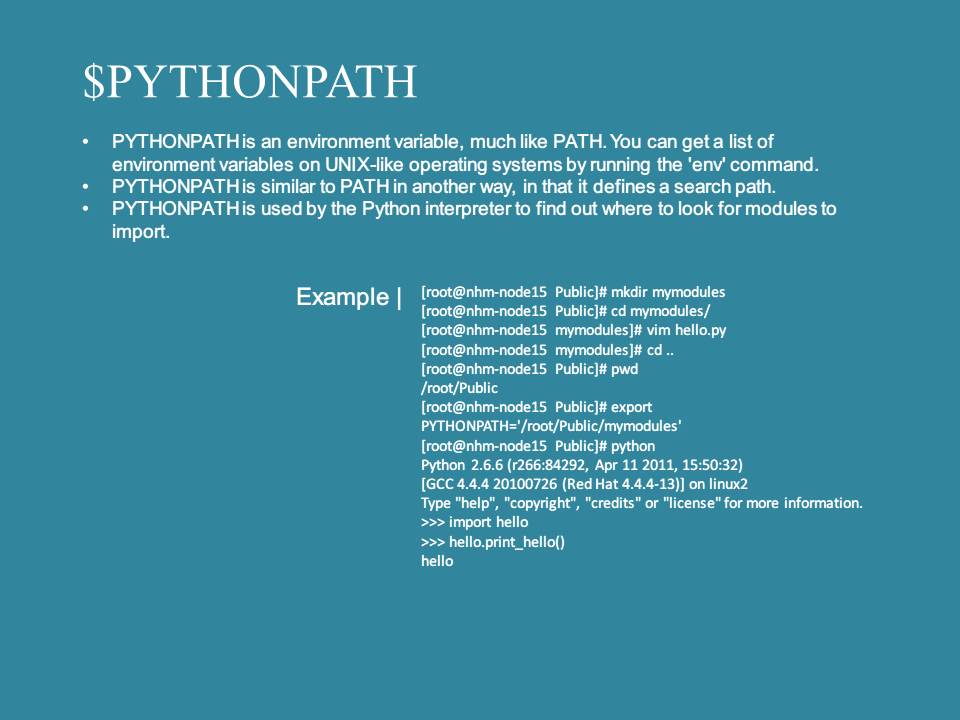 $PYTHONPATH
• PYTHONPATH is an environment variable, much like PATH. You can get a list of
environment variables on UNIX-like operating systems by running the 'env' command.
• PYTHONPATH is similar to PATH in another way, in that it defines a search path.
• PYTHONPATH is used by the Python interpreter to find out where to look for modules to
import.
Example |
[root@nhm-node15 Public]# mkdir mymodules
[root@nhm-node15 Public]# cd mymodules/
[root@nhm-node15 mymodules]# vim hello.py
[root@nhm-node15 mymodules]# cd ..
[root@nhm-node15 Public]# pwd
/root/Public
[root@nhm-node15 Public]# export
PYTHONPATH='/root/Public/mymodules'
[root@nhm-node15 Public]# python
Python 2.6.6 (r266:84292, Apr 11 2011, 15:50:32)
[GCC 4.4.4 20100726 (Red Hat 4.4.4-13)] on linux2
Type "help", "copyright", "credits" or "license" for more information.
>>> import hello
>>> hello.print_hello()
hello